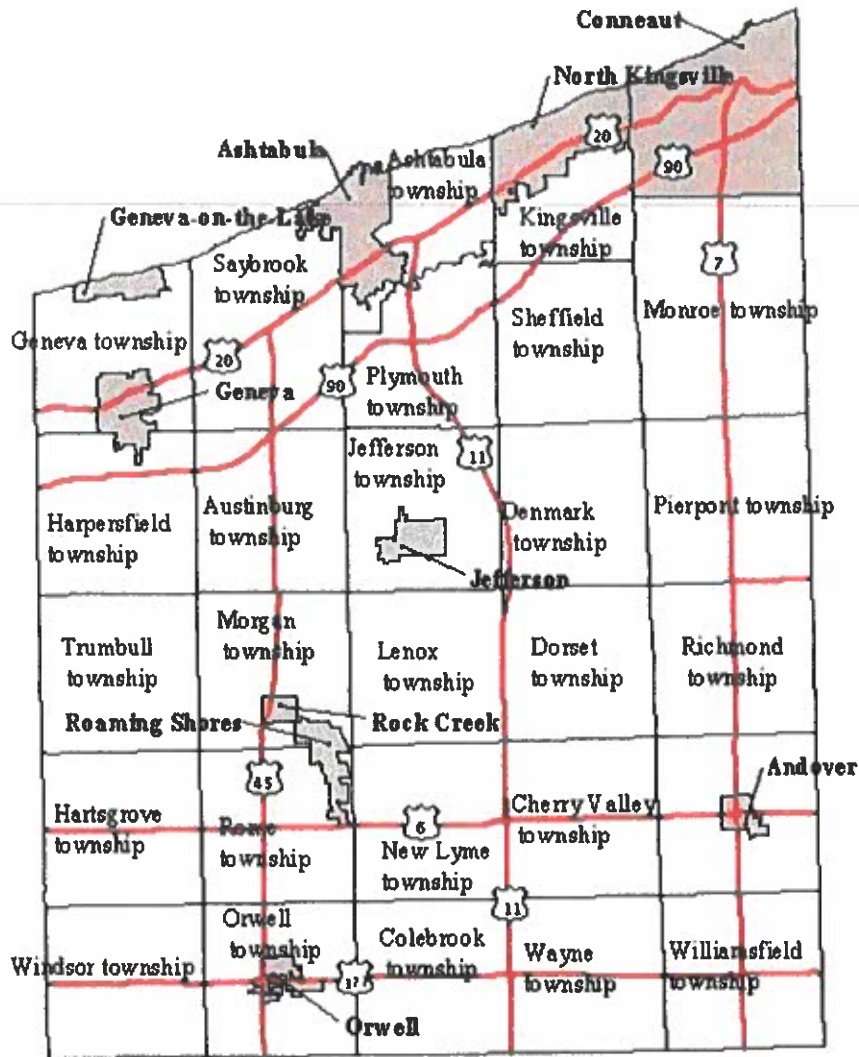 Conneaut
North Kingsville
20
Ashtabula
Ashtabula
township
90
Geneva-on-the Lake
Kingsville
township
Saybrook
township
7
Sheffield
township
Monroe township
Geneva township
20
90
Plymouth
township
Geneva
Jefferson
township
11
Austinburg
township
Pierpont township
Harpersfield
township
Denmark
township
Jefferson
Morgan
township
Trumbull
township
Lenox
township
Dorset
township
Richmond
township
Roaming Shores
Rock Creek
45
Andover
Hartsgrove
township
Rome
township
6
Cherry Valley
township
New Lyme
township
11
Orwell
township
Colebrook
township
Wayne
township
Williamsfield
township
Windsor township
Orwell